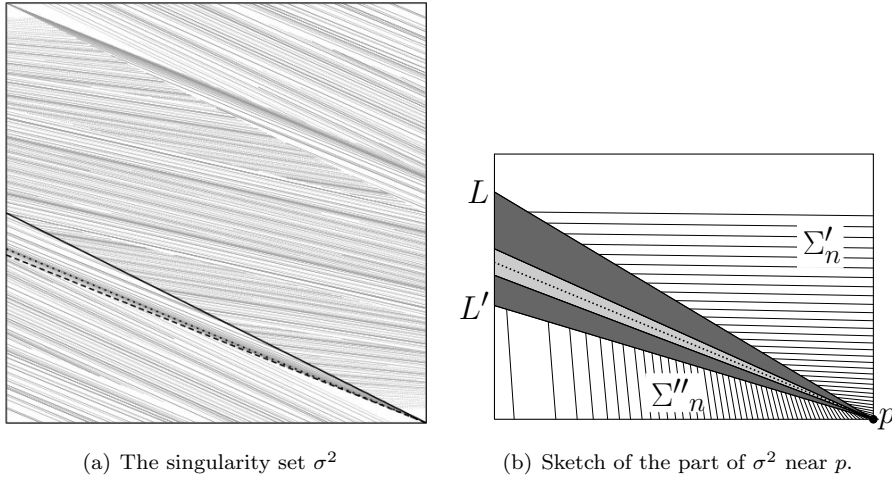 L
Σ′ₙ
L′
Σ″ₙ
p
(a) The singularity set σ²
(b) Sketch of the part of σ² near p.